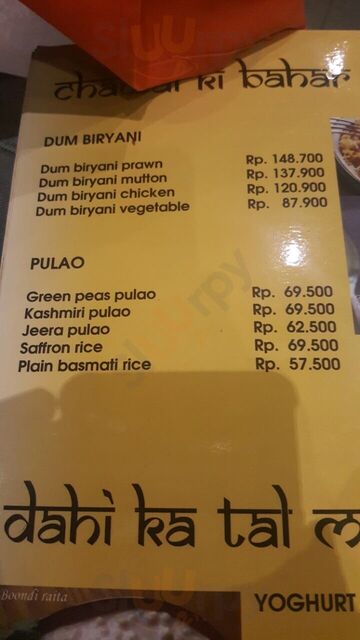 chawal ki bahar
DUM BIRYANI
Dum biryani prawn Rp. 148.700
Dum biryani mutton Rp. 137.900
Dum biryani chicken Rp. 120.900
Dum biryani vegetable Rp. 87.900
PULAO
Green peas pulao Rp. 69.500
Kashmiri pulao Rp. 69.500
Jeera pulao Rp. 62.500
Saffron rice Rp. 69.500
Plain basmati rice Rp. 57.500
dahi ka tal m
Boondi raita
YOGHURT